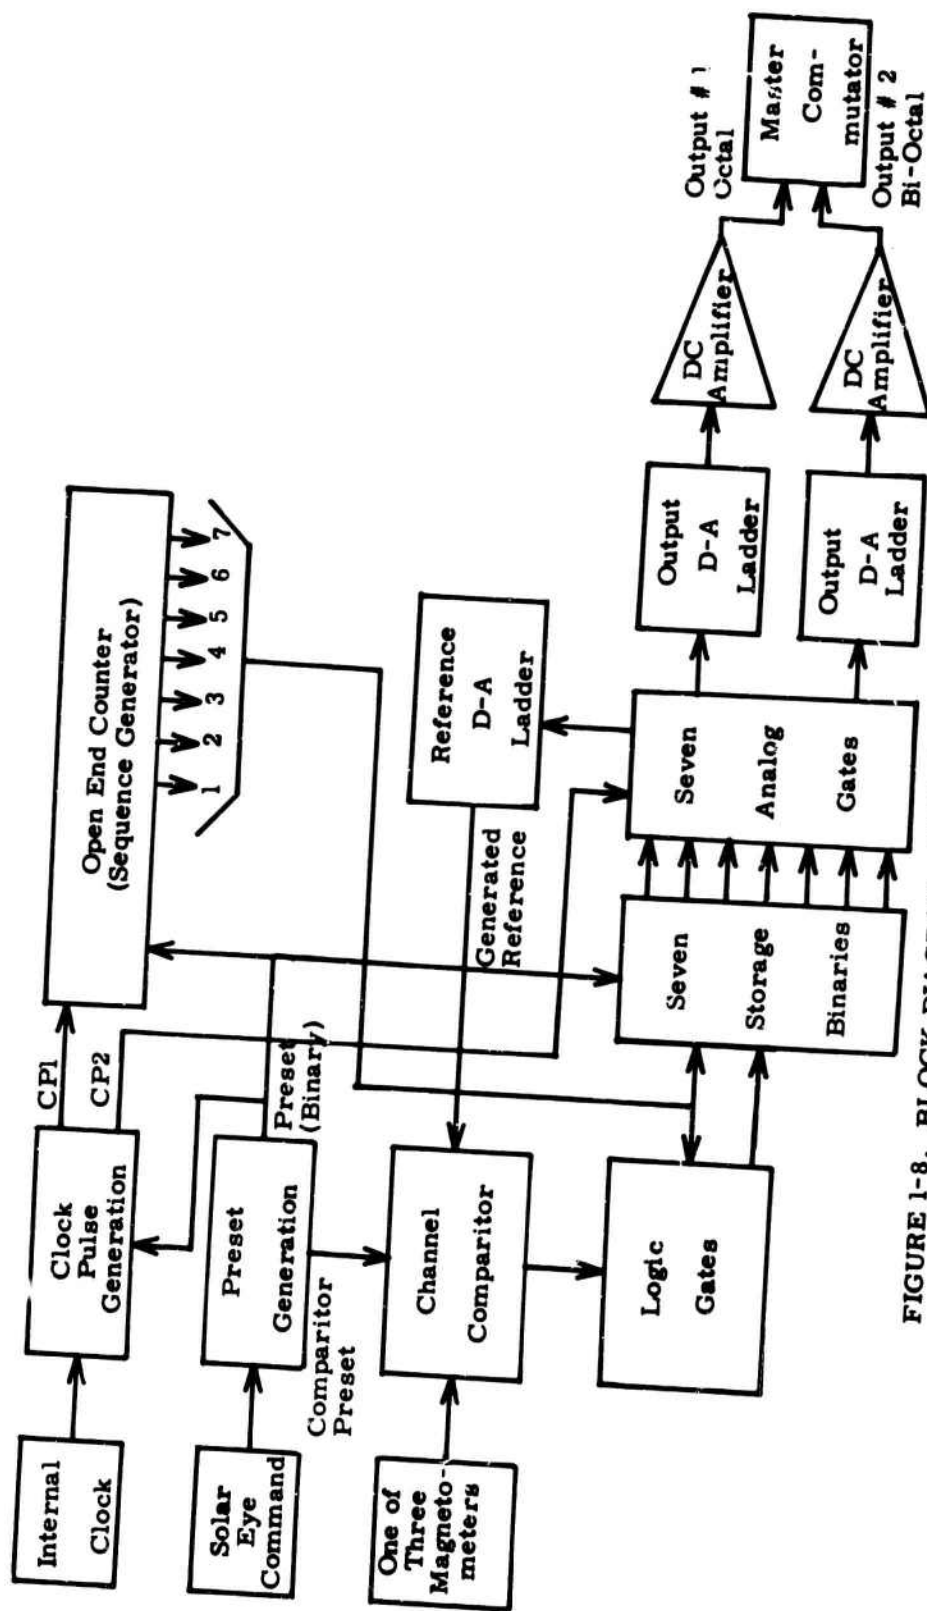 Internal
Clock
Clock
Pulse
Generation
CP1
CP2
Open End Counter
(Sequence Generator)
1 2 3 4 5 6 7
Solar
Eye
Command
Preset
Generation
Preset
(Binary)
Comparitor
Preset
One of
Three
Magneto-
meters
Channel
Comparitor
Generated
Reference
Reference
D-A
Ladder
Logic
Gates
Seven
Storage
Binaries
Seven
Analog
Gates
Output
D-A
Ladder
Output
D-A
Ladder
DC
Amplifier
DC
Amplifier
Output # 1
Octal
Output # 2
Bi-Octal
Master
Com-
mutator
FIGURE 1-8. BLOCK